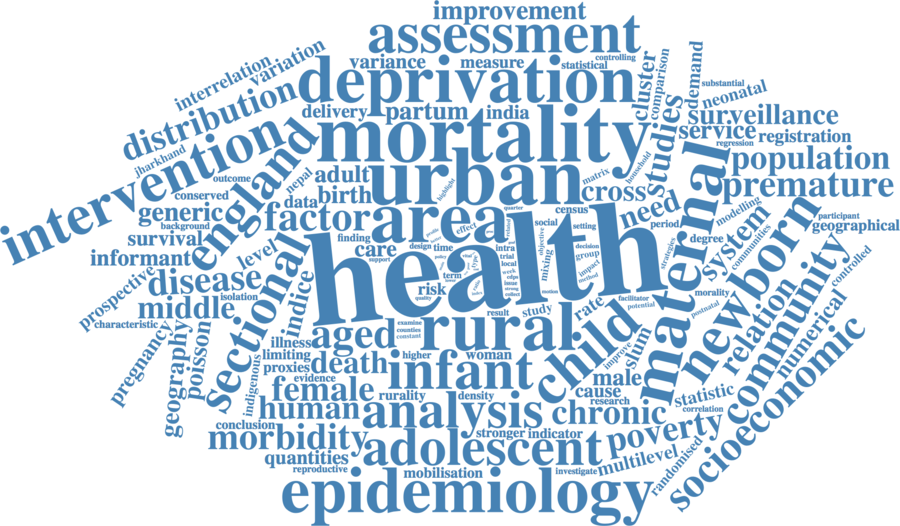 improvement
assessment
controlling
variance
measure
statistical
deprivation
interrelation
variation
distribution
delivery
partum
india
cluster
comparison
demand
substantial
neonatal
surveillance
service
registration
regression
mortality
studies
intervention
england
jharkhand
outcome
conserved
generic
background
nepal
adult
data
birth
urban
highlight
matrix
household
cross
population
premature
maternal
survival
informant
level
factor
area
quarter
census
need
period
modelling
participant
geographical
finding
care
support
design
time
effect
policy
vital
type
intra
trial
local
week
edps
issue
strong
collect
social
objective
mixing
setting
decision
group
impact
method
strategies
degree
system
communities
newborn
controlled
prospective
disease
isolation
middle
characteristic
sectional
indice
term
risk
quality
health
motion
result
study
rate
facilitator
potential
morality
postnatal
relation
numerical
community
socioeconomic
pregnancy
geography
poisson
indigenous
illness
limiting
proxies
evidence
aged
examine
counties
constant
rural
child
improve
slum
death
higher
woman
infant
male
cause
research
statistic
correlation
female
rurality
density
human
analysis
chronic
poverty
conclusion
morbidity
stronger
indicator
adolescent
multilevel
randomised
quantities
reproductive
mobilisation
investigate
epidemiology